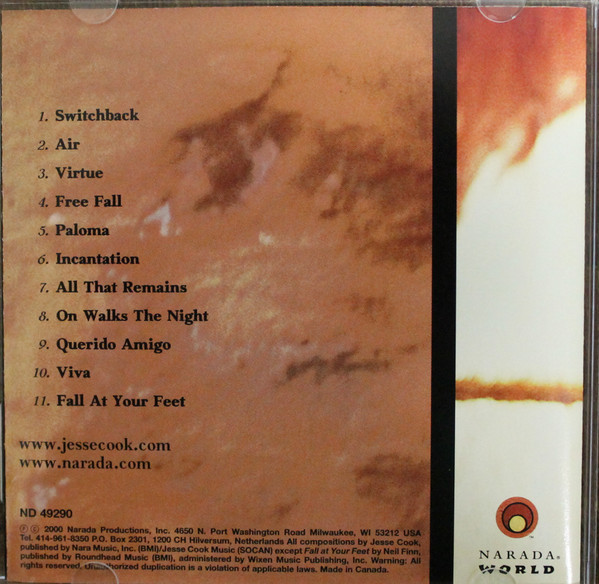 1. Switchback
2. Air
3. Virtue
4. Free Fall
5. Paloma
6. Incantation
7. All That Remains
8. On Walks The Night
9. Querido Amigo
10. Viva
11. Fall At Your Feet
www.jessecook.com
www.narada.com
ND 49290
℗ © 2000 Narada Productions, Inc. 4650 N. Port Washington Road Milwaukee, WI 53212 USA
Tel. 414-961-8350 P.O. Box 2301, 1200 CH Hilversum, Netherlands All compositions by Jesse Cook,
published by Nara Music, Inc. (BMI)/Jesse Cook Music (SOCAN) except Fall at Your Feet by Neil Finn,
published by Roundhead Music (BMI), administered by Wixen Music Publishing, Inc. Warning: All
rights reserved. Unauthorized duplication is a violation of applicable laws. Made in Canada.
NARADA®
WORLD